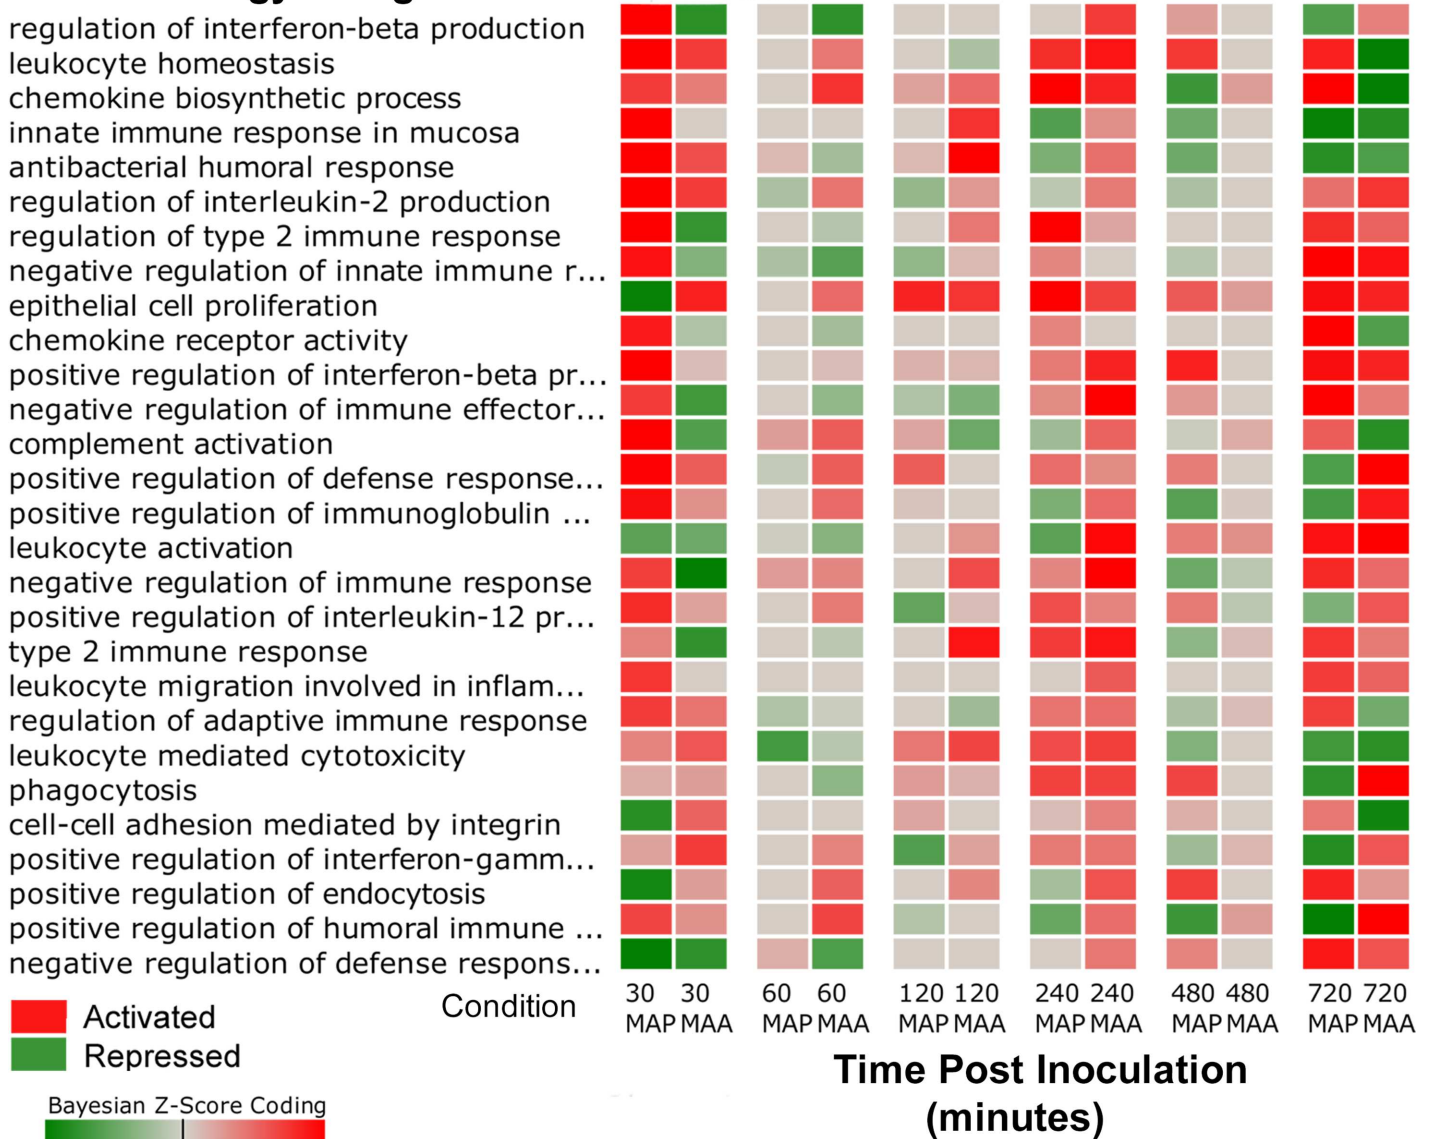 regulation of interferon-beta production
leukocyte homeostasis
chemokine biosynthetic process
innate immune response in mucosa
antibacterial humoral response
regulation of interleukin-2 production
regulation of type 2 immune response
negative regulation of innate immune r...
epithelial cell proliferation
chemokine receptor activity
positive regulation of interferon-beta pr...
negative regulation of immune effector...
complement activation
positive regulation of defense response...
positive regulation of immunoglobulin ...
leukocyte activation
negative regulation of immune response
positive regulation of interleukin-12 pr...
type 2 immune response
leukocyte migration involved in inflam...
regulation of adaptive immune response
leukocyte mediated cytotoxicity
phagocytosis
cell-cell adhesion mediated by integrin
positive regulation of interferon-gamm...
positive regulation of endocytosis
positive regulation of humoral immune ...
negative regulation of defense respons...
Condition 30 30 60 60 120 120 240 240 480 480 720 720
MAP MAA MAP MAA MAP MAA MAP MAA MAP MAA MAP MAA
Activated
Repressed
Time Post Inoculation
(minutes)
Bayesian Z-Score Coding